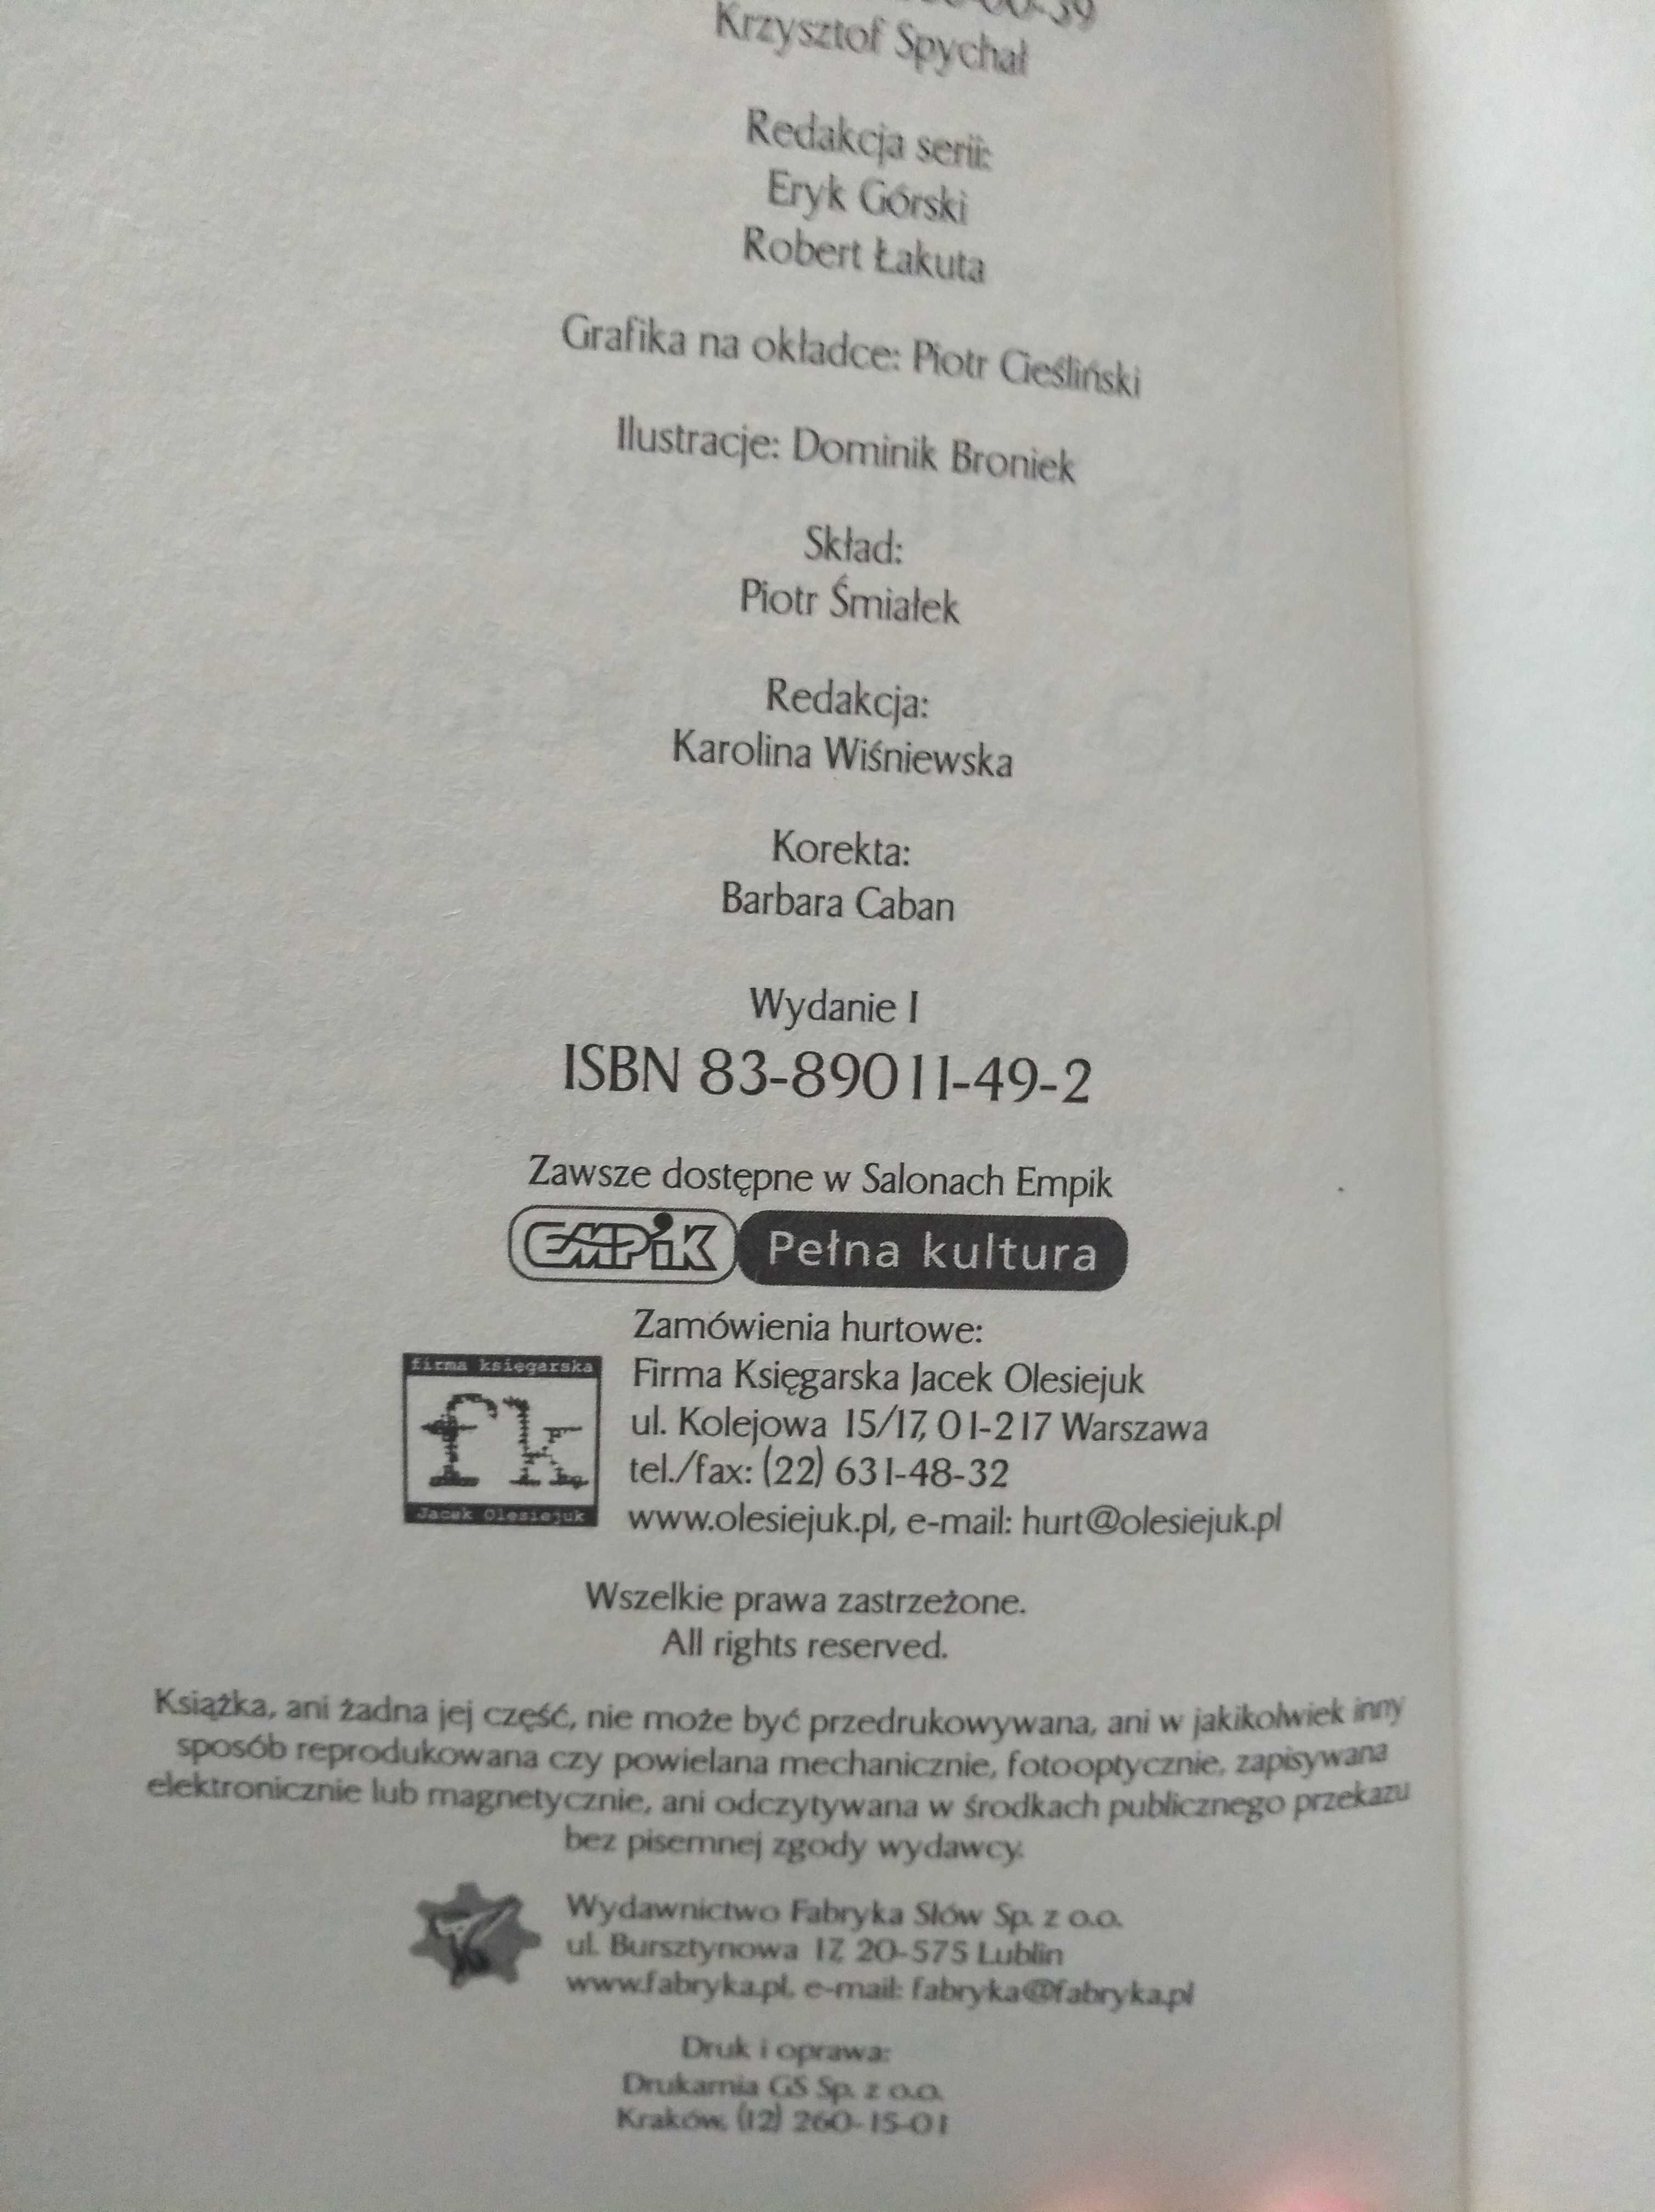 00-39
Krzysztof Spychał
Redakcja serii:
Eryk Górski
Robert Łakuta
Grafika na okładce: Piotr Cieśliński
Ilustracje: Dominik Broniek
Skład:
Piotr Śmiałek
Redakcja:
Karolina Wiśniewska
Korekta:
Barbara Caban
Wydanie I
ISBN 83-89011-49-2
Zawsze dostępne w Salonach Empik
EMPiK Pełna kultura
Zamówienia hurtowe:
firma księgarska
fk
Jacek Olesiejuk
Firma Księgarska Jacek Olesiejuk
ul. Kolejowa 15/17, 01-217 Warszawa
tel./fax: (22) 631-48-32
www.olesiejuk.pl, e-mail: hurt@olesiejuk.pl
Wszelkie prawa zastrzeżone.
All rights reserved.
Książka, ani żadna jej część, nie może być przedrukowywana, ani w jakikolwiek inny
sposób reprodukowana czy powielana mechanicznie, fotooptycznie, zapisywana
elektronicznie lub magnetycznie, ani odczytywana w środkach publicznego przekazu
bez pisemnej zgody wydawcy.
Wydawnictwo Fabryka Słów Sp. z o.o.
ul. Bursztynowa 17, 20-575 Lublin
www.fabryka.pl, e-mail: fabryka@fabryka.pl
Druk i oprawa:
Drukarnia GS Sp. z o.o.
Kraków, (12) 260-15-01